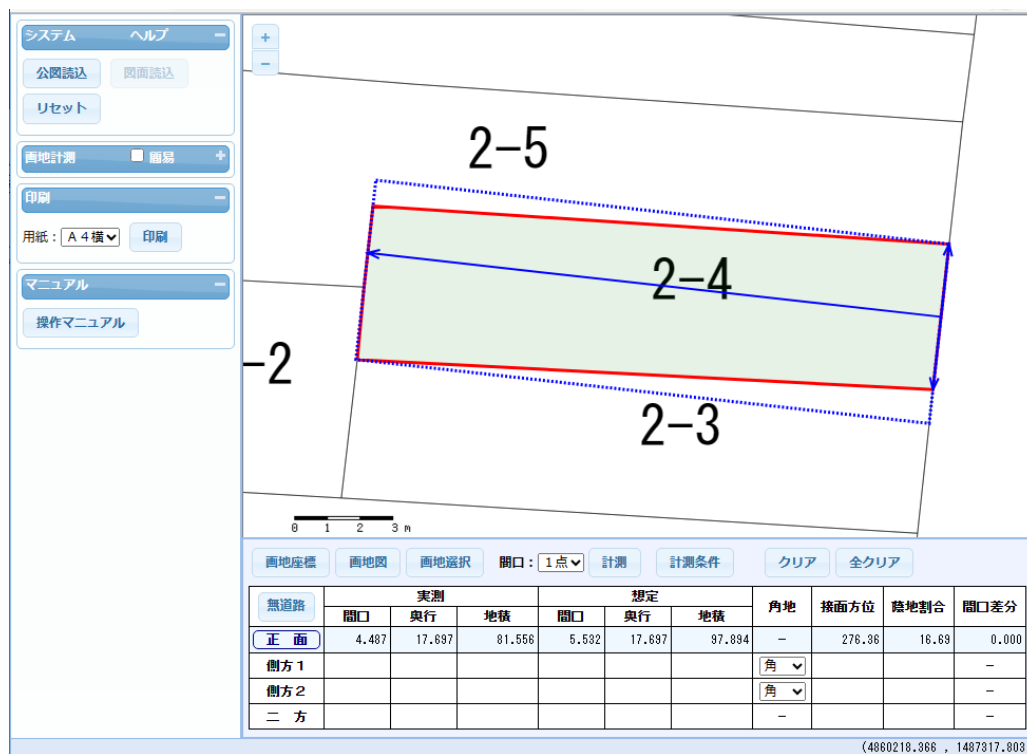 システム ヘルプ −
公図読込 図面読込
リセット
画地計測 簡易 +
印刷 −
用紙： A４横 印刷
マニュアル −
操作マニュアル
+
−
2-5
2-4
-2
2-3
0 1 2 3 m
画地座標 画地図 画地選択 間口： 1点 計測 計測条件 クリア 全クリア
無道路 実測 想定 角地 接面方位 蔭地割合 間口差分
間口 奥行 地積 間口 奥行 地積
正 面 4.487 17.697 81.556 5.532 17.697 97.894 − 276.36 16.69 0.000
側方１ 角 −
側方２ 角 −
二 方 − −
(4860218.366 , 1487317.803